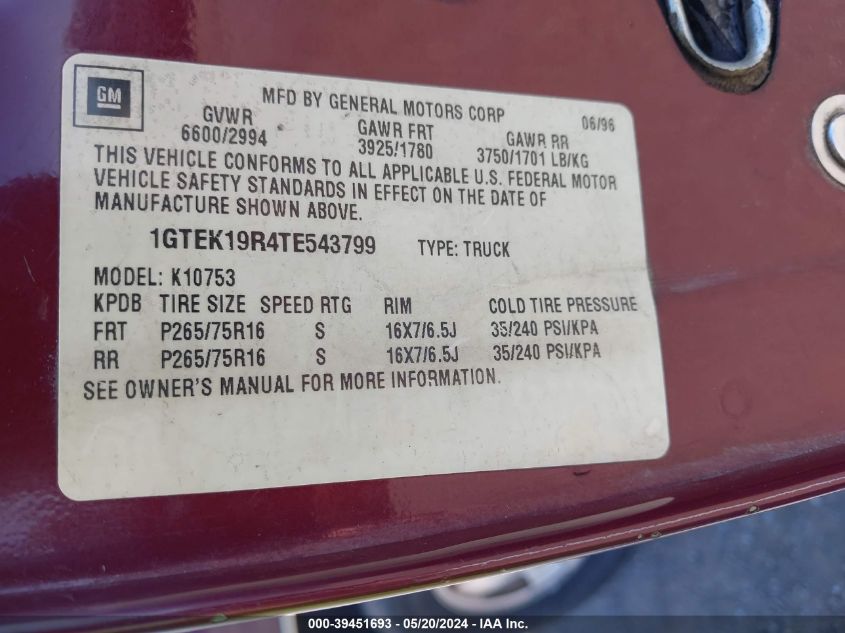 GM
MFD BY GENERAL MOTORS CORP 06/96
GVWR GAWR FRT GAWR RR
6600/2994 3925/1780 3750/1701 LB/KG
THIS VEHICLE CONFORMS TO ALL APPLICABLE U.S. FEDERAL MOTOR
VEHICLE SAFETY STANDARDS IN EFFECT ON THE DATE OF
MANUFACTURE SHOWN ABOVE.
1GTEK19R4TE543799 TYPE: TRUCK
MODEL: K10753
KPDB TIRE SIZE SPEED RTG RIM COLD TIRE PRESSURE
FRT P265/75R16 S 16X7/6.5J 35/240 PSI/KPA
RR P265/75R16 S 16X7/6.5J 35/240 PSI/KPA
SEE OWNER'S MANUAL FOR MORE INFORMATION.
000-39451693 - 05/20/2024 - IAA Inc.